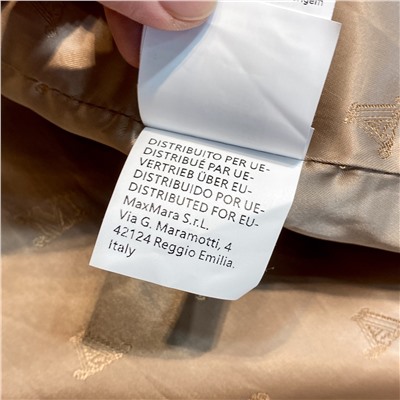 DISTRIBUITO PER UE-
DISTRIBUÉ PAR UE-
VERTRIEB ÜBER EU-
DISTRIBUIDO POR UE-
DISTRIBUTED FOR EU-
MaxMara S.r.L.
Via G. Maramotti, 4
42124 Reggio Emilia,
Italy